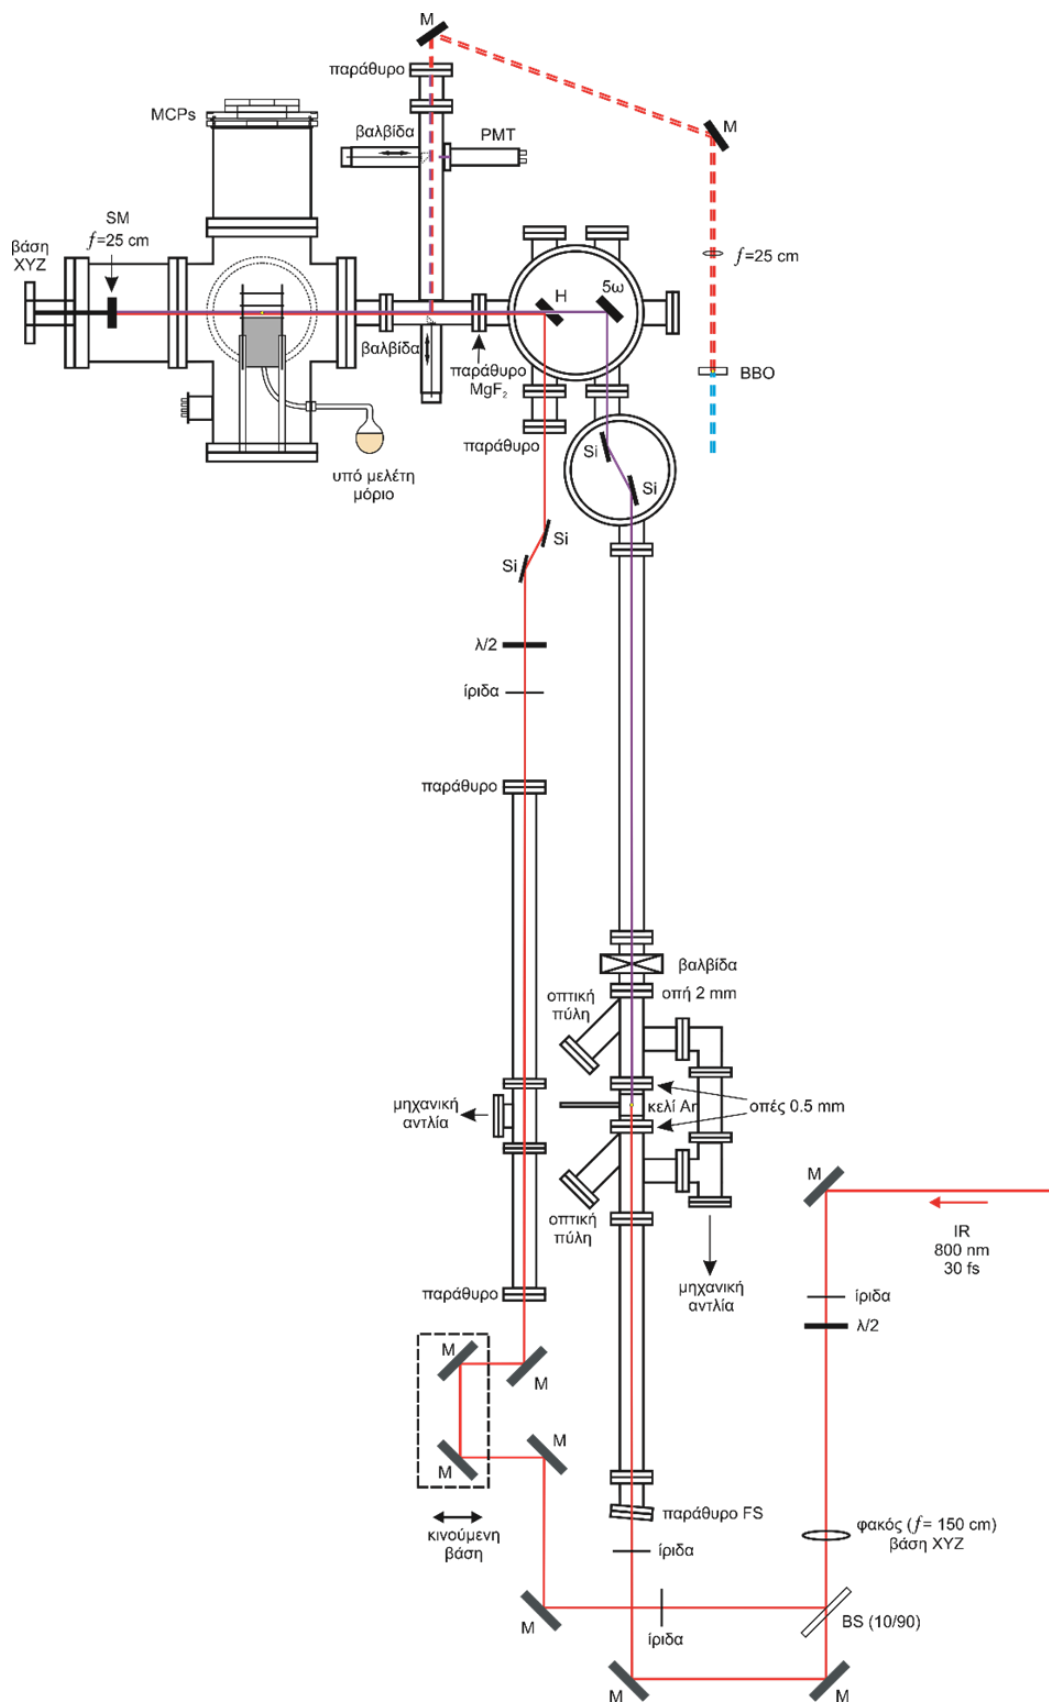 M
παράθυρο
MCPs
βαλβίδα
PMT
M
SM
f=25 cm
βάση
XYZ
f=25 cm
5ω
H
βαλβίδα
παράθυρο
MgF₂
BBO
παράθυρο
Si
Si
υπό μελέτη
μόριο
Si
Si
λ/2
ίριδα
παράθυρο
βαλβίδα
οπή 2 mm
οπτική
πύλη
μηχανική
αντλία
κελί Ar
οπές 0.5 mm
οπτική
πύλη
M
IR
800 nm
30 fs
μηχανική
αντλία
παράθυρο
ίριδα
λ/2
M
M
M
M
παράθυρο FS
κινούμενη
βάση
φακός (f= 150 cm)
βάση XYZ
ίριδα
M
ίριδα
BS (10/90)
M
M